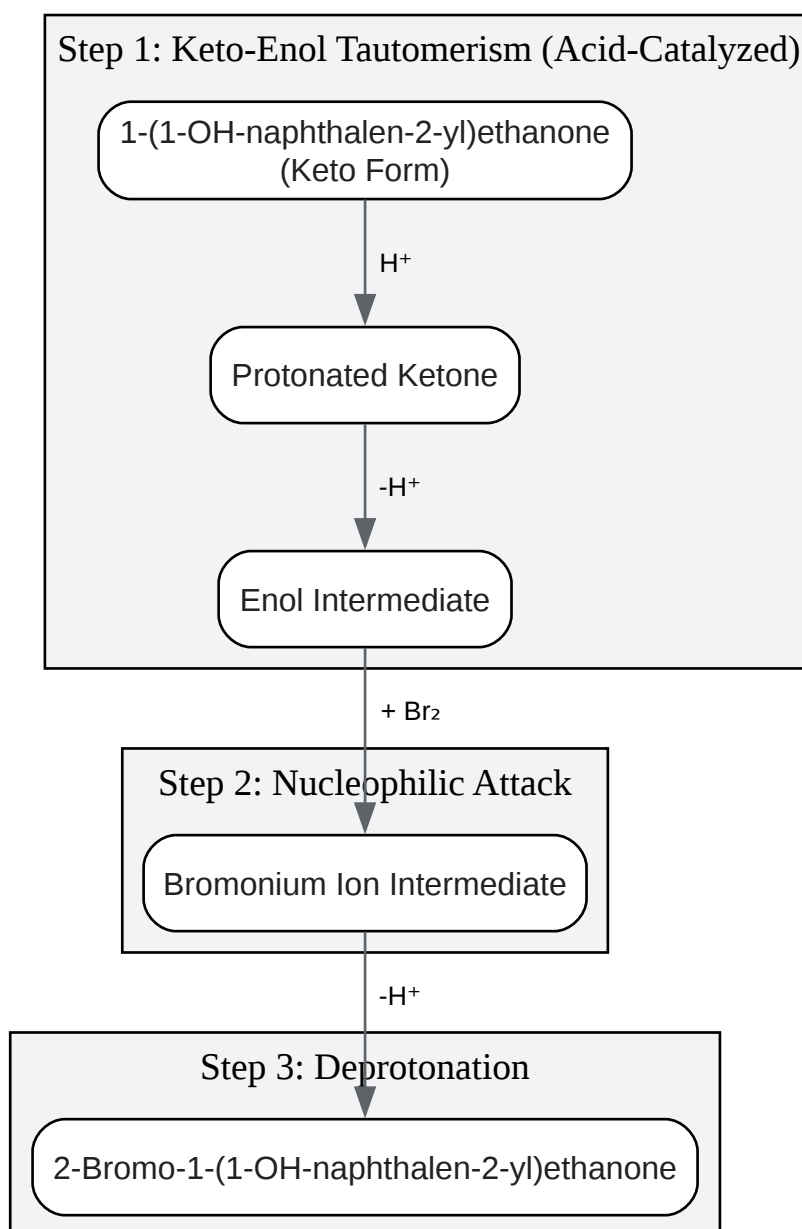 Step 1: Keto-Enol Tautomerism (Acid-Catalyzed)
1-(1-OH-naphthalen-2-yl)ethanone
(Keto Form)
H⁺
Protonated Ketone
-H⁺
Enol Intermediate
+ Br₂
Step 2: Nucleophilic Attack
Bromonium Ion Intermediate
-H⁺
Step 3: Deprotonation
2-Bromo-1-(1-OH-naphthalen-2-yl)ethanone